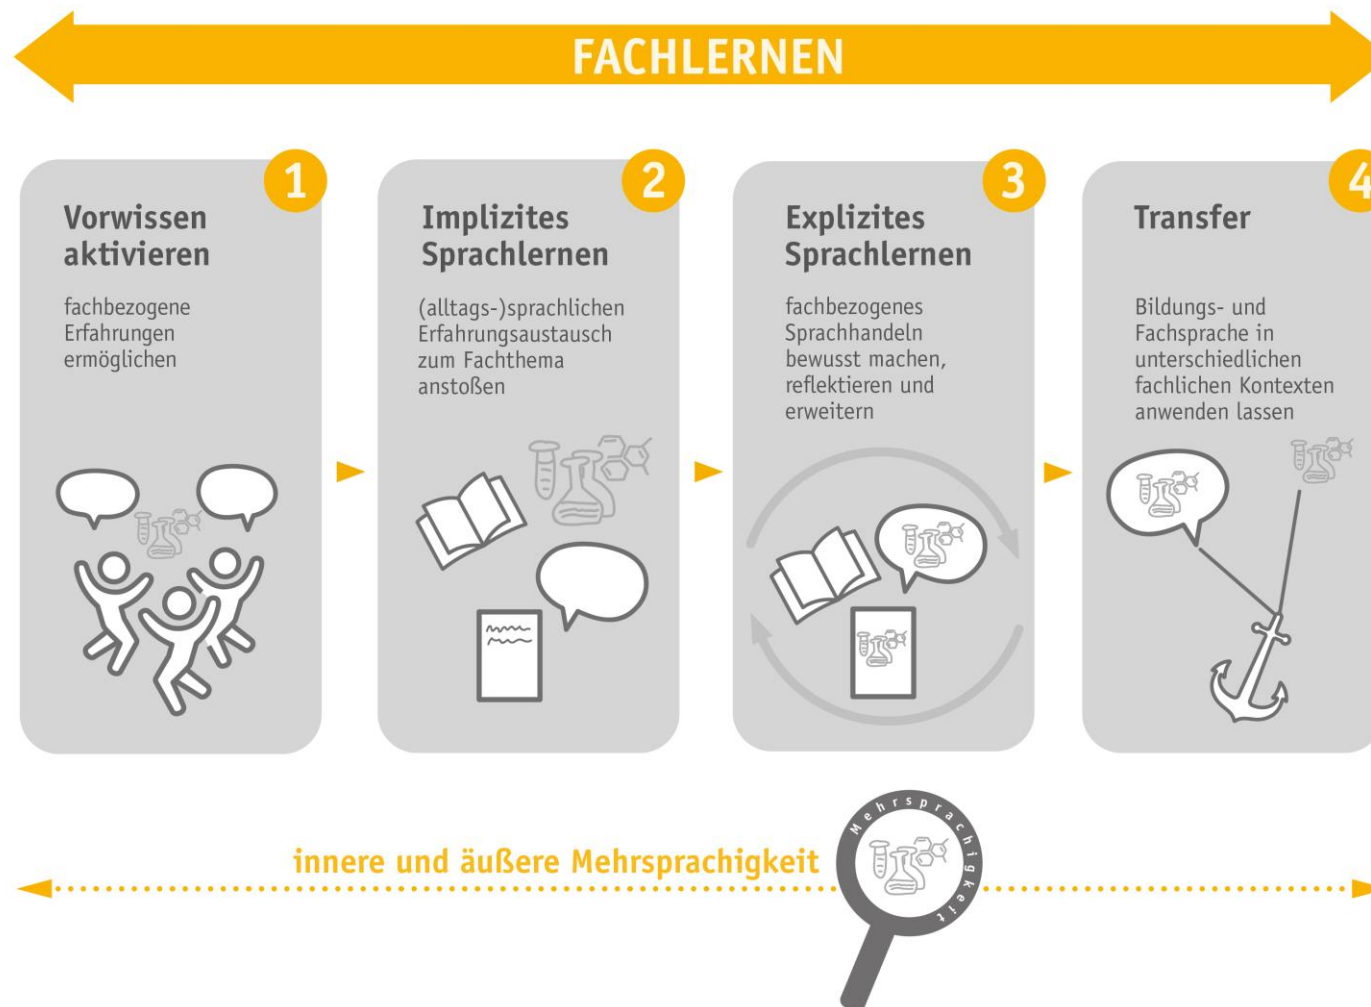 FACHLERNEN
1
Vorwissen
aktivieren
fachbezogene
Erfahrungen
ermöglichen
2
Implizites
Sprachlernen
(alltags-)sprachlichen
Erfahrungsaustausch
zum Fachthema
anstoßen
3
Explizites
Sprachlernen
fachbezogenes
Sprachhandeln
bewusst machen,
reflektieren und
erweitern
4
Transfer
Bildungs- und
Fachsprache in
unterschiedlichen
fachlichen Kontexten
anwenden lassen
innere und äußere Mehrsprachigkeit
Mehrsprachigkeit